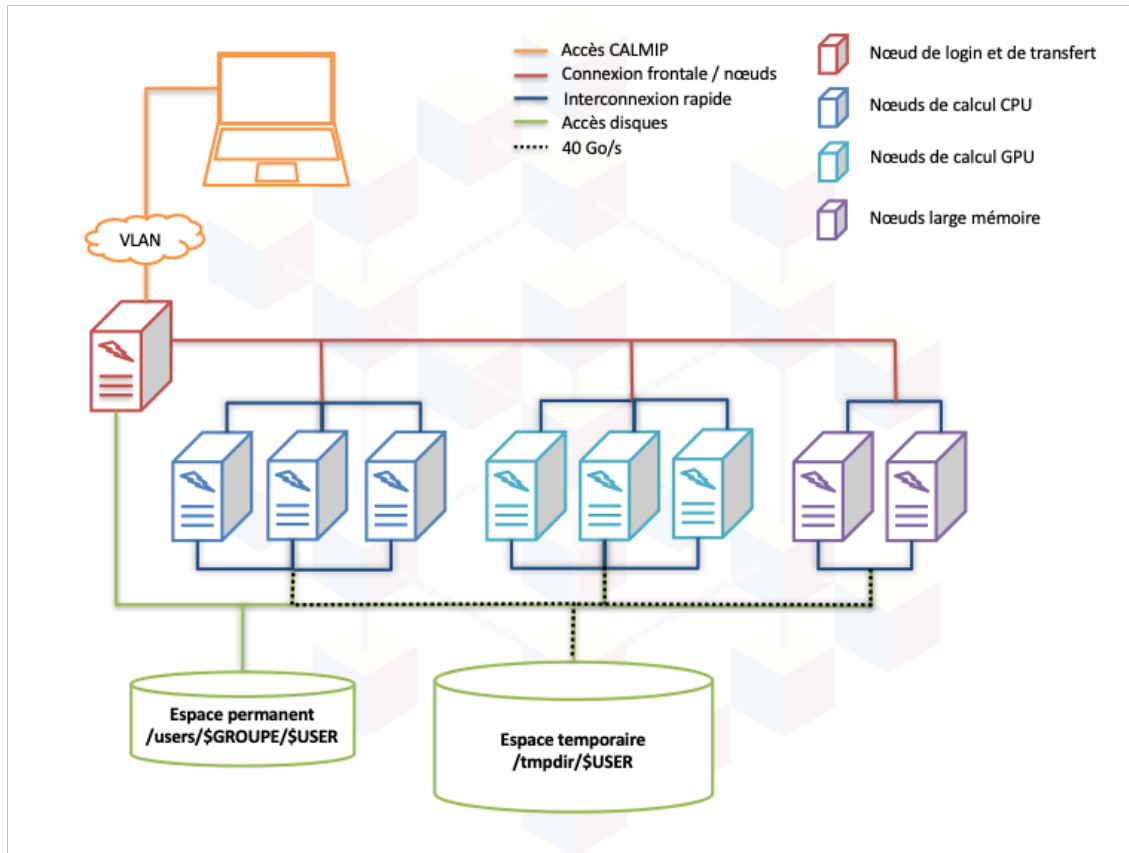 Accès CALMIP
Connexion frontale / nœuds
Interconnexion rapide
Accès disques
40 Go/s
Nœud de login et de transfert
Nœuds de calcul CPU
Nœuds de calcul GPU
Nœuds large mémoire
VLAN
Espace permanent
/users/$GROUPE/$USER
Espace temporaire
/tmpdir/$USER